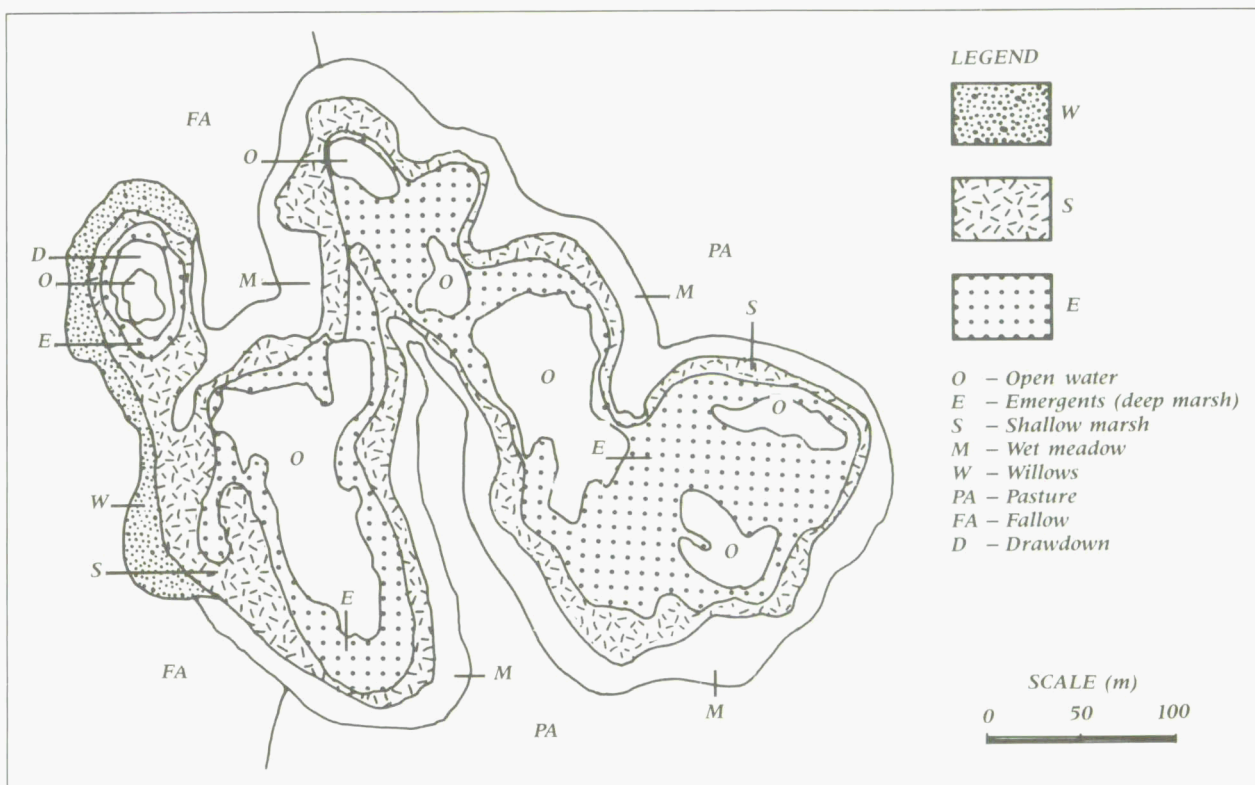 FA
O
D
O
M
E
W
S
E
FA
M
PA
O
O
M
S
O
PA
E
O
O
M
LEGEND
W
S
E
O – Open water
E – Emergents (deep marsh)
S – Shallow marsh
M – Wet meadow
W – Willows
PA – Pasture
FA – Fallow
D – Drawdown
SCALE (m)
0 50 100